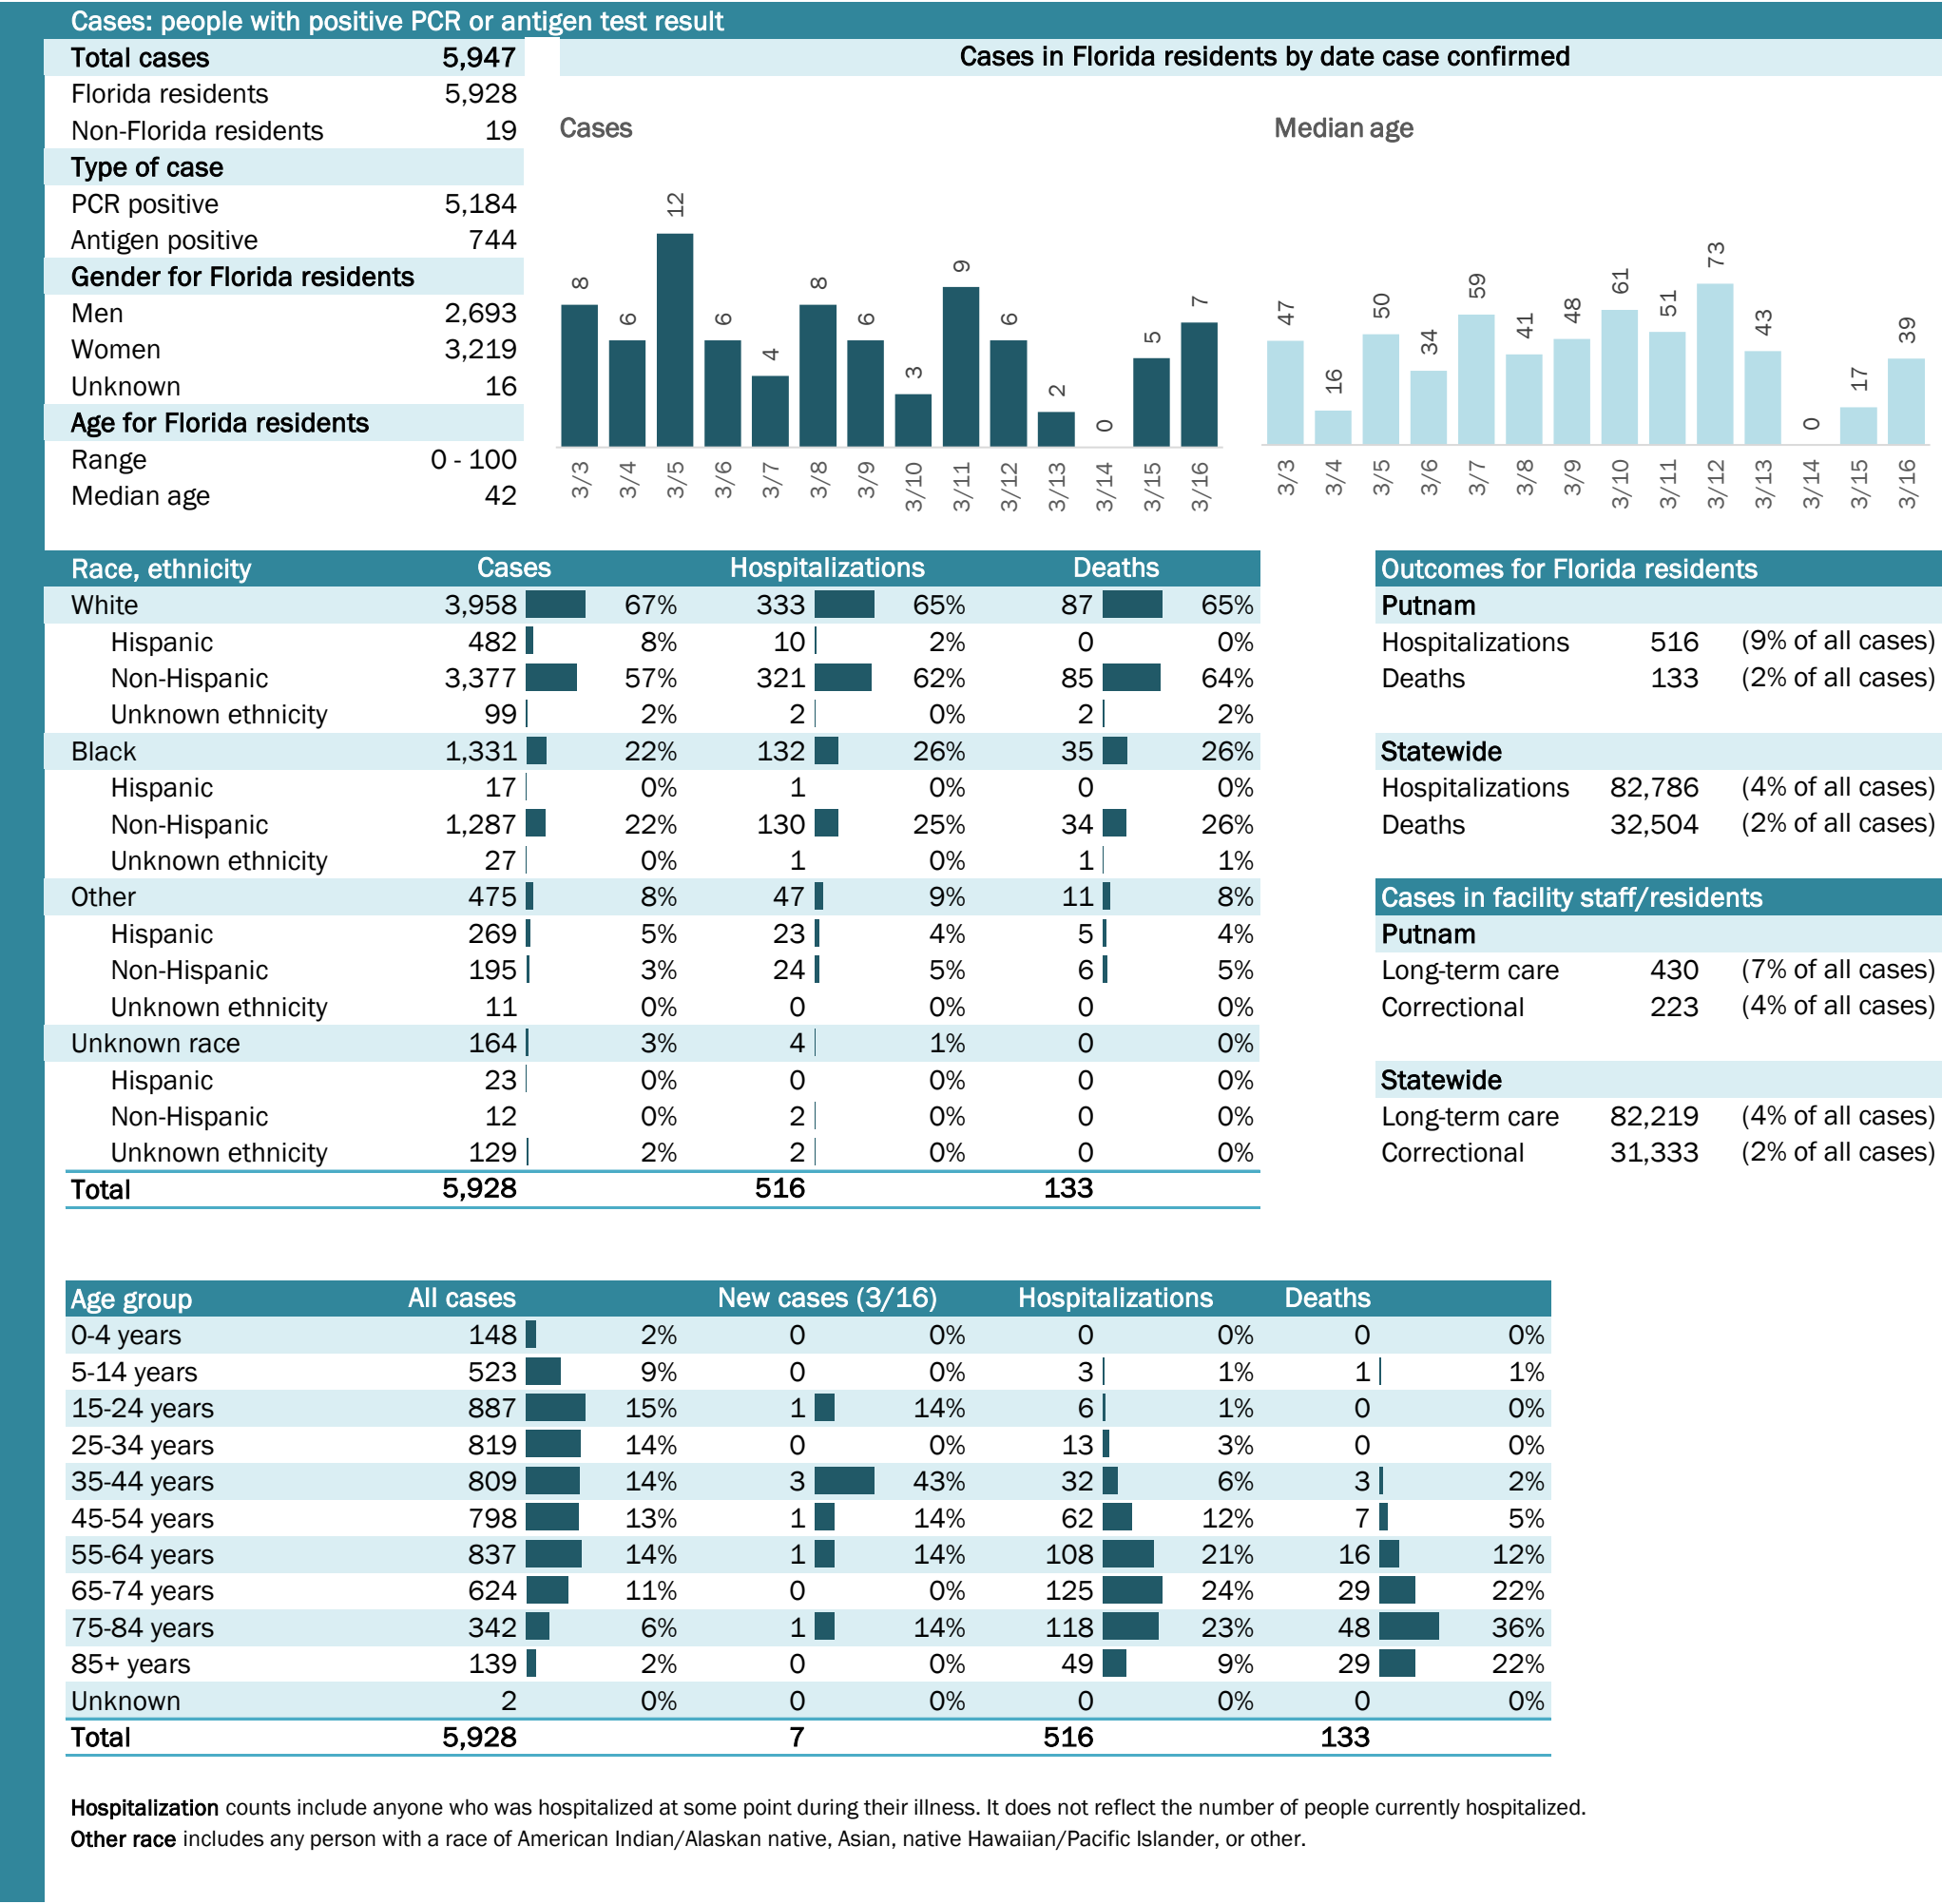 Cases: people with positive PCR or antigen test result
Total cases 5,947
Florida residents 5,928
Non-Florida residents 19
Type of case
PCR positive 5,184
Antigen positive 744
Gender for Florida residents
Men 2,693
Women 3,219
Unknown 16
Age for Florida residents
Range 0 - 100
Median age 42
Cases in Florida residents by date case confirmed
Cases
8 6 12 6 4 8 6 3 9 6 2 0 5 7
3/3 3/4 3/5 3/6 3/7 3/8 3/9 3/10 3/11 3/12 3/13 3/14 3/15 3/16
Median age
47 16 50 34 59 41 48 61 51 73 43 0 17 39
3/3 3/4 3/5 3/6 3/7 3/8 3/9 3/10 3/11 3/12 3/13 3/14 3/15 3/16
Race, ethnicity Cases Hospitalizations Deaths
White 3,958 67% 333 65% 87 65%
Hispanic 482 8% 10 2% 0 0%
Non-Hispanic 3,377 57% 321 62% 85 64%
Unknown ethnicity 99 2% 2 0% 2 2%
Black 1,331 22% 132 26% 35 26%
Hispanic 17 0% 1 0% 0 0%
Non-Hispanic 1,287 22% 130 25% 34 26%
Unknown ethnicity 27 0% 1 0% 1 1%
Other 475 8% 47 9% 11 8%
Hispanic 269 5% 23 4% 5 4%
Non-Hispanic 195 3% 24 5% 6 5%
Unknown ethnicity 11 0% 0 0% 0 0%
Unknown race 164 3% 4 1% 0 0%
Hispanic 23 0% 0 0% 0 0%
Non-Hispanic 12 0% 2 0% 0 0%
Unknown ethnicity 129 2% 2 0% 0 0%
Total 5,928 516 133
Outcomes for Florida residents
Putnam
Hospitalizations 516 (9% of all cases)
Deaths 133 (2% of all cases)
Statewide
Hospitalizations 82,786 (4% of all cases)
Deaths 32,504 (2% of all cases)
Cases in facility staff/residents
Putnam
Long-term care 430 (7% of all cases)
Correctional 223 (4% of all cases)
Statewide
Long-term care 82,219 (4% of all cases)
Correctional 31,333 (2% of all cases)
Age group All cases New cases (3/16) Hospitalizations Deaths
0-4 years 148 2% 0 0% 0 0% 0 0%
5-14 years 523 9% 0 0% 3 1% 1 1%
15-24 years 887 15% 1 14% 6 1% 0 0%
25-34 years 819 14% 0 0% 13 3% 0 0%
35-44 years 809 14% 3 43% 32 6% 3 2%
45-54 years 798 13% 1 14% 62 12% 7 5%
55-64 years 837 14% 1 14% 108 21% 16 12%
65-74 years 624 11% 0 0% 125 24% 29 22%
75-84 years 342 6% 1 14% 118 23% 48 36%
85+ years 139 2% 0 0% 49 9% 29 22%
Unknown 2 0% 0 0% 0 0% 0 0%
Total 5,928 7 516 133
Hospitalization counts include anyone who was hospitalized at some point during their illness. It does not reflect the number of people currently hospitalized.
Other race includes any person with a race of American Indian/Alaskan native, Asian, native Hawaiian/Pacific Islander, or other.